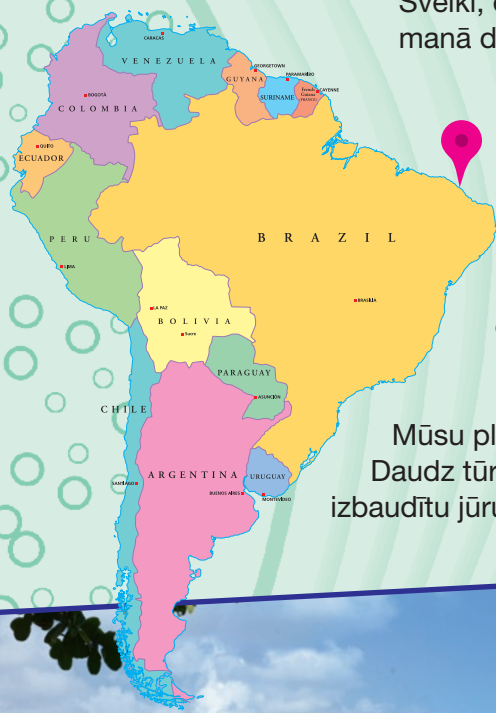 Sveiki,
manā d
CARACAS
VENEZUELA
GEORGETOWN
PARAMARIBO
GUYANA
CAYENNE
SURINAME
French
Guiana
(FRANCE)
BOGOTÁ
COLOMBIA
QUITO
ECUADOR
PERU
BRAZIL
LIMA
BRASÍLIA
LA PAZ
BOLIVIA
Sucre
PARAGUAY
ASUNCIÓN
CHILE
ARGENTINA
URUGUAY
SANTIAGO
BUENOS AIRES
MONTEVIDEO
Mūsu pl
Daudz tūr
izbaudītu jūru